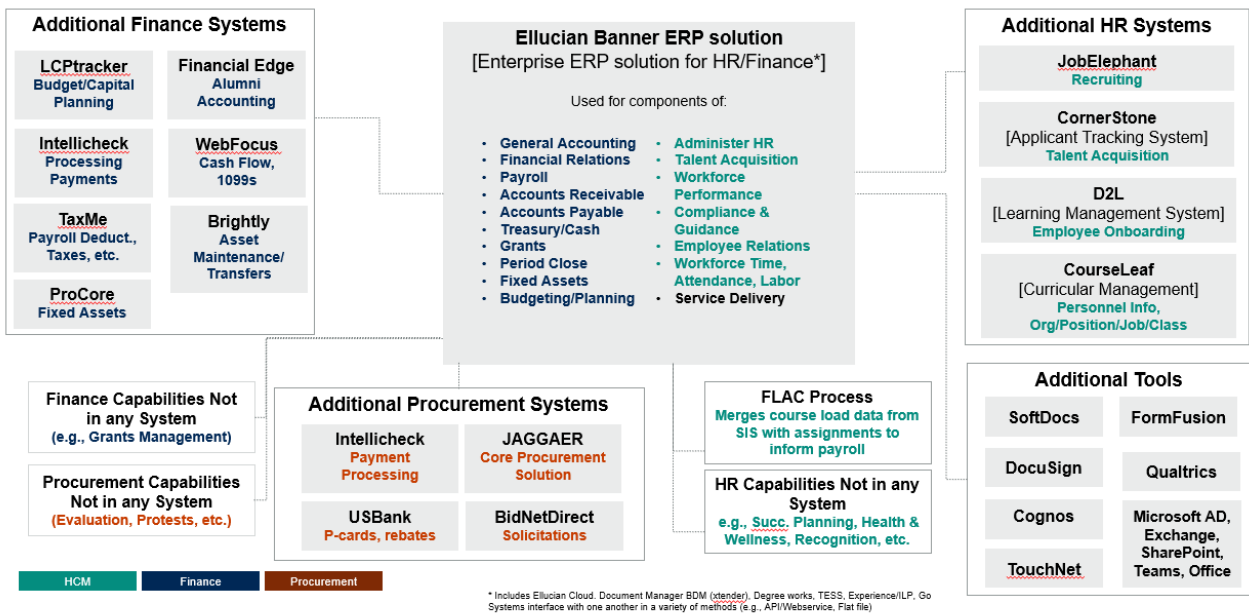 Additional Finance Systems
LCPtracker
Budget/Capital
Planning
Financial Edge
Alumni
Accounting
Intellicheck
Processing
Payments
WebFocus
Cash Flow,
1099s
TaxMe
Payroll Deduct.,
Taxes, etc.
Brightly
Asset
Maintenance/
Transfers
ProCore
Fixed Assets
Ellucian Banner ERP solution
[Enterprise ERP solution for HR/Finance*]
Used for components of:
• General Accounting
• Financial Relations
• Payroll
• Accounts Receivable
• Accounts Payable
• Treasury/Cash
• Grants
• Period Close
• Fixed Assets
• Budgeting/Planning
• Administer HR
• Talent Acquisition
• Workforce
Performance
• Compliance &
Guidance
• Employee Relations
• Workforce Time,
Attendance, Labor
• Service Delivery
Additional HR Systems
JobElephant
Recruiting
CornerStone
[Applicant Tracking System]
Talent Acquisition
D2L
[Learning Management System]
Employee Onboarding
CourseLeaf
[Curricular Management]
Personnel Info,
Org/Position/Job/Class
Finance Capabilities Not
in any System
(e.g., Grants Management)
Procurement Capabilities
Not in any System
(Evaluation, Protests, etc.)
Additional Procurement Systems
Intellicheck
Payment
Processing
JAGGAER
Core Procurement
Solution
USBank
P-cards, rebates
BidNetDirect
Solicitations
FLAC Process
Merges course load data from
SIS with assignments to
inform payroll
HR Capabilities Not in any
System
e.g., Succ. Planning, Health &
Wellness, Recognition, etc.
Additional Tools
SoftDocs
FormFusion
DocuSign
Qualtrics
Cognos
Microsoft AD,
Exchange,
SharePoint,
Teams, Office
TouchNet
HCM
Finance
Procurement
* Includes Ellucian Cloud. Document Manager BDM (xtender), Degree works, TESS, Experience/ILP, Go
Systems interface with one another in a variety of methods (e.g., API/Webservice, Flat file)